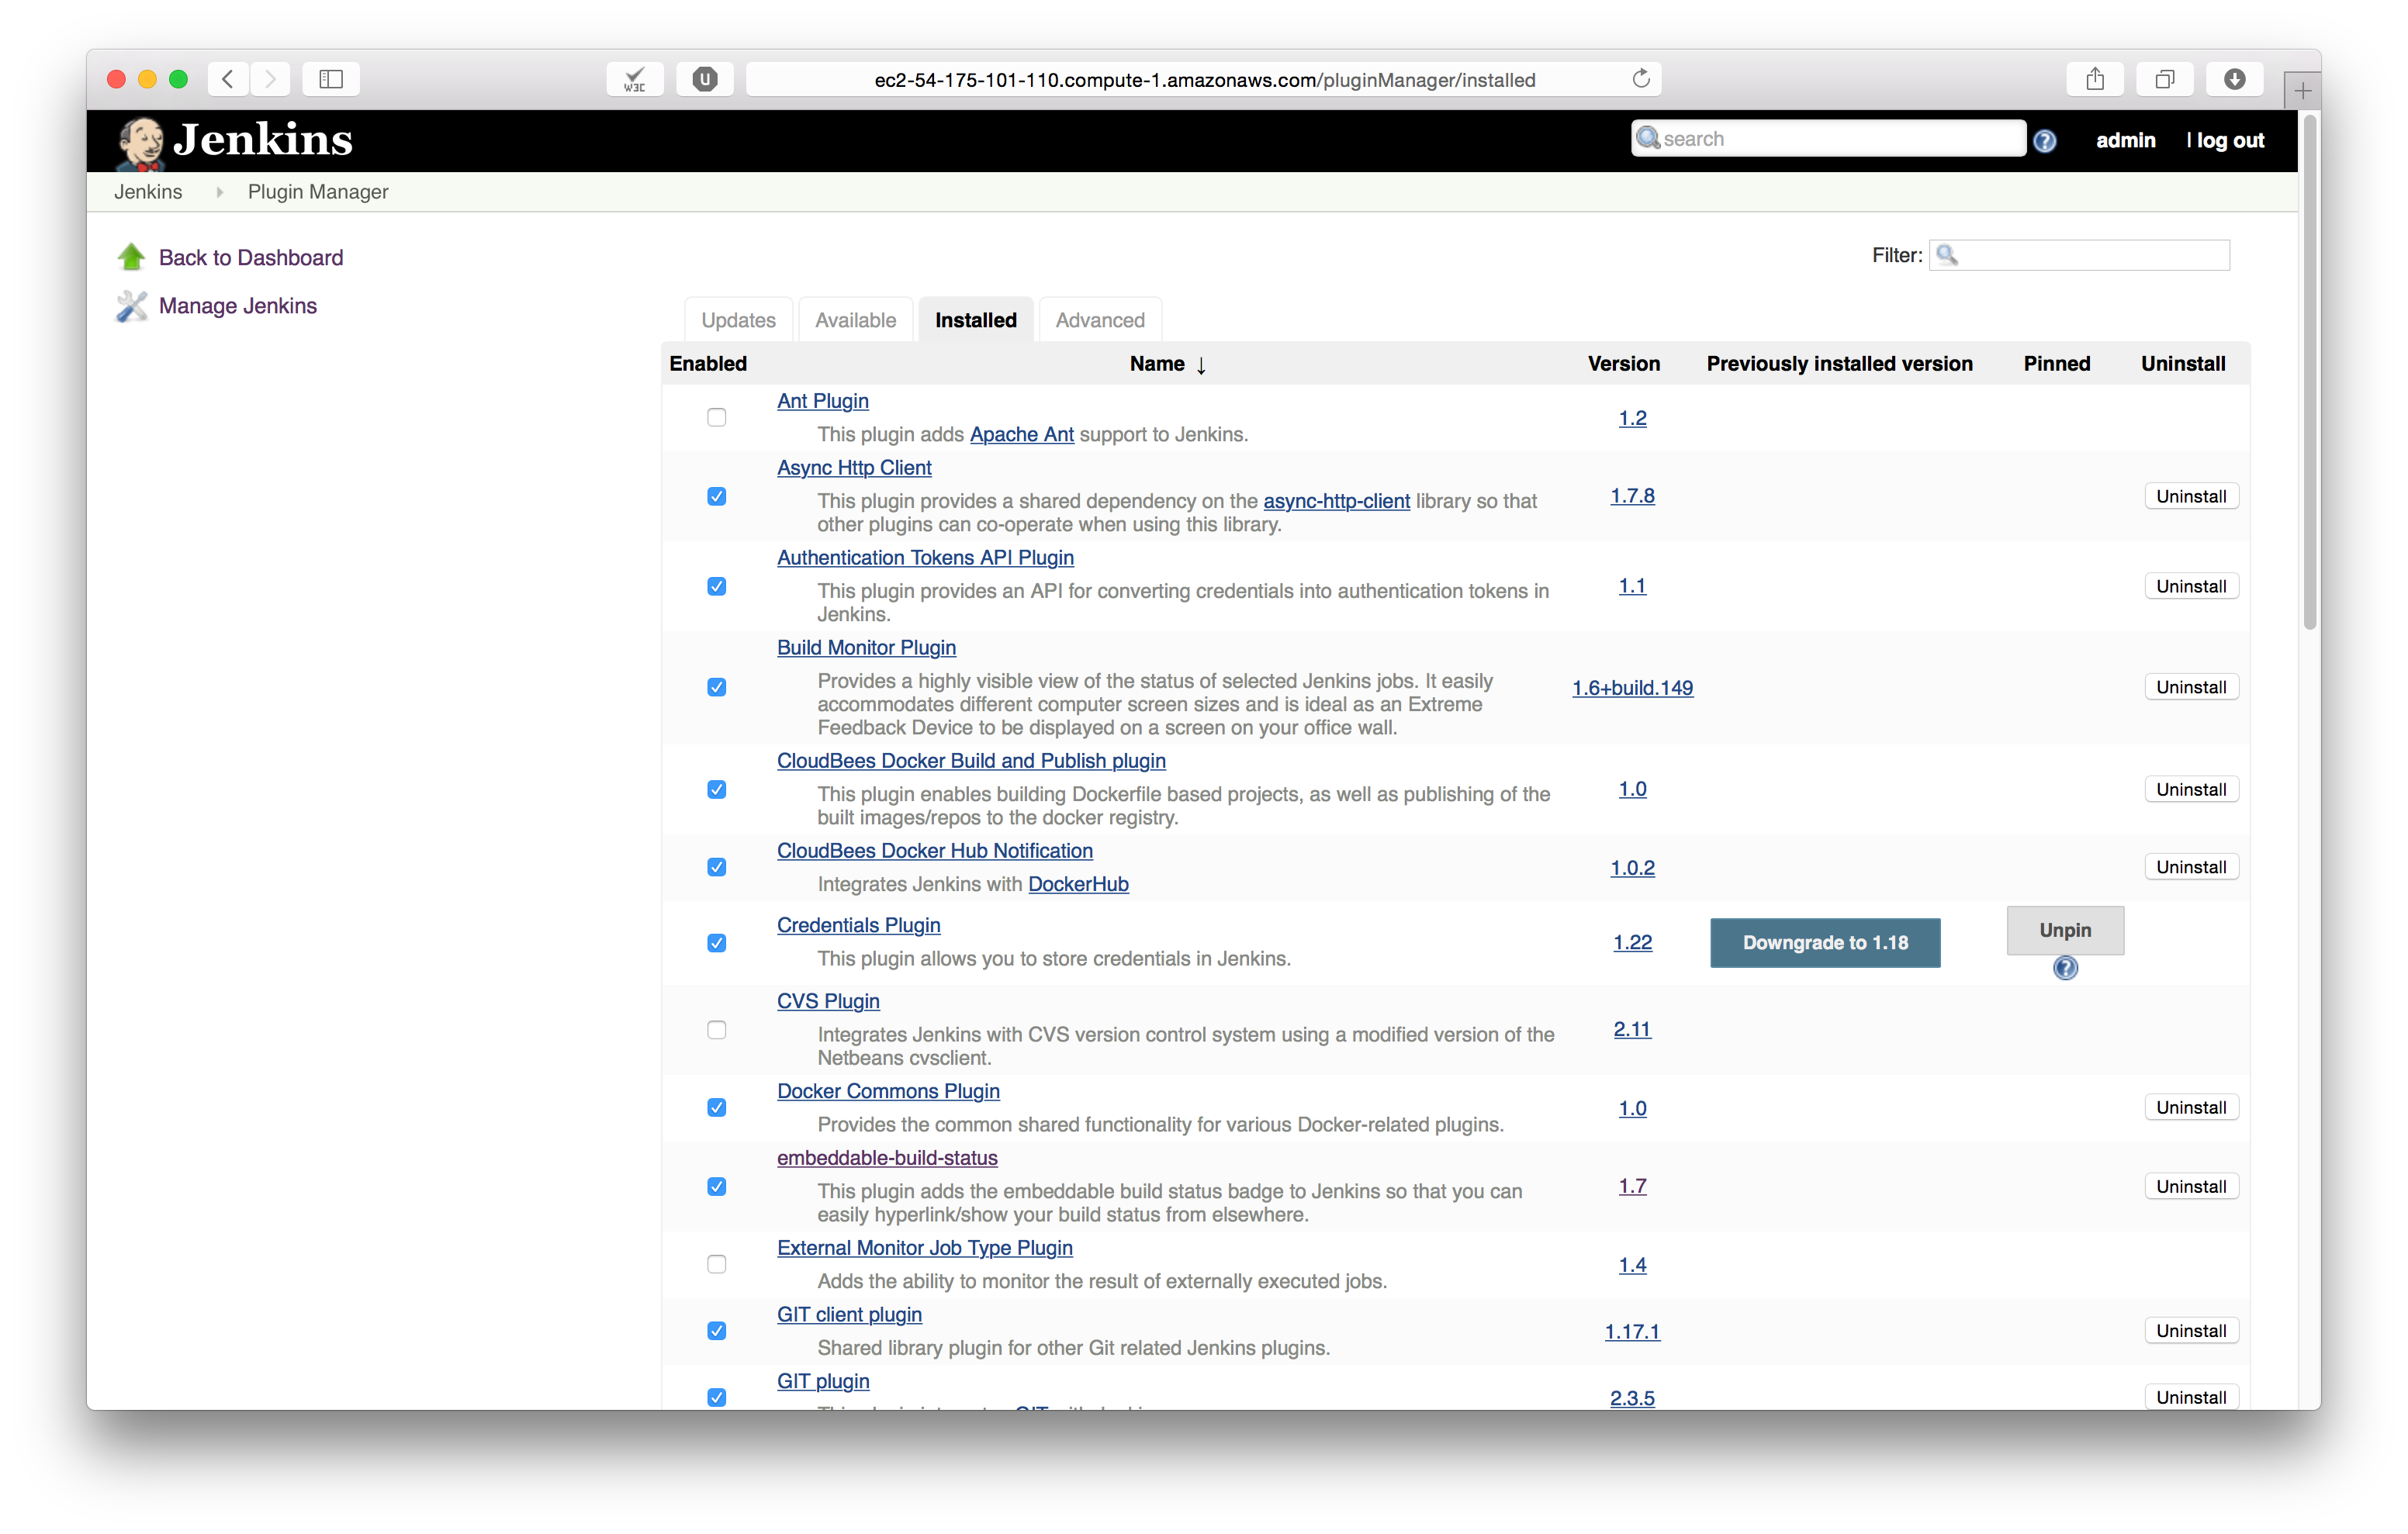 W3C
U
ec2-54-175-101-110.compute-1.amazonaws.com/pluginManager/installed
Jenkins
search
admin
| log out
Jenkins
Plugin Manager
Back to Dashboard
Manage Jenkins
Filter:
Updates
Available
Installed
Advanced
Enabled
Name ↓
Version
Previously installed version
Pinned
Uninstall
Ant Plugin
This plugin adds Apache Ant support to Jenkins.
1.2
Async Http Client
This plugin provides a shared dependency on the async-http-client library so that
other plugins can co-operate when using this library.
1.7.8
Uninstall
Authentication Tokens API Plugin
This plugin provides an API for converting credentials into authentication tokens in
Jenkins.
1.1
Uninstall
Build Monitor Plugin
Provides a highly visible view of the status of selected Jenkins jobs. It easily
accommodates different computer screen sizes and is ideal as an Extreme
Feedback Device to be displayed on a screen on your office wall.
1.6+build.149
Uninstall
CloudBees Docker Build and Publish plugin
This plugin enables building Dockerfile based projects, as well as publishing of the
built images/repos to the docker registry.
1.0
Uninstall
CloudBees Docker Hub Notification
Integrates Jenkins with DockerHub
1.0.2
Uninstall
Credentials Plugin
This plugin allows you to store credentials in Jenkins.
1.22
Downgrade to 1.18
Unpin
CVS Plugin
Integrates Jenkins with CVS version control system using a modified version of the
Netbeans cvsclient.
2.11
Docker Commons Plugin
Provides the common shared functionality for various Docker-related plugins.
1.0
Uninstall
embeddable-build-status
This plugin adds the embeddable build status badge to Jenkins so that you can
easily hyperlink/show your build status from elsewhere.
1.7
Uninstall
External Monitor Job Type Plugin
Adds the ability to monitor the result of externally executed jobs.
1.4
GIT client plugin
Shared library plugin for other Git related Jenkins plugins.
1.17.1
Uninstall
GIT plugin
2.3.5
Uninstall